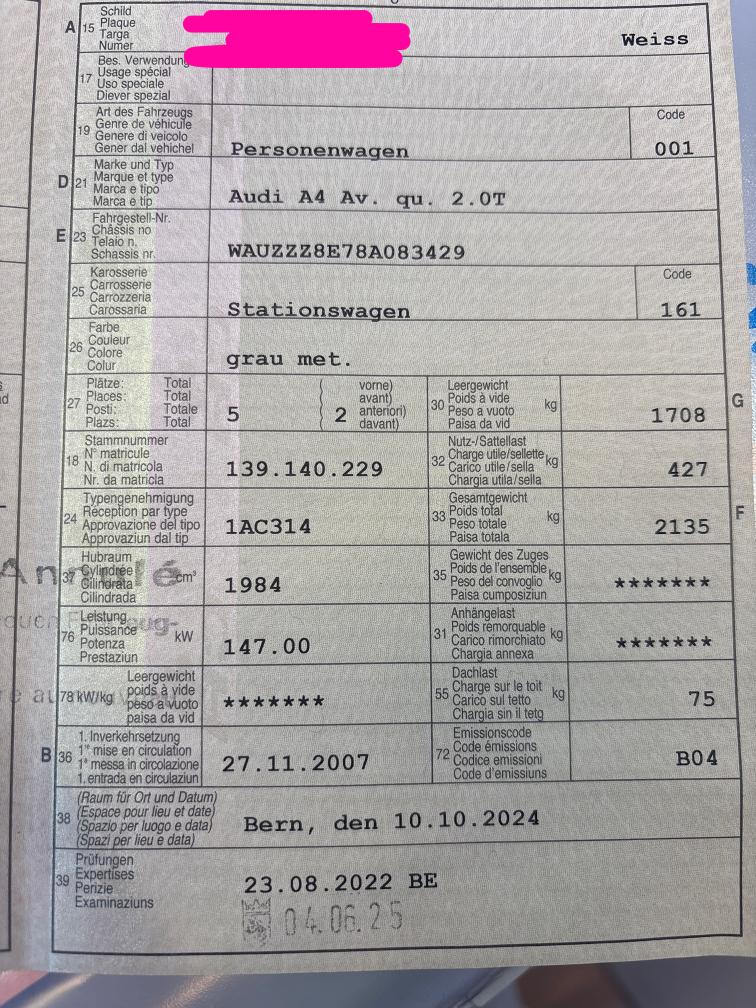 A 15 Schild
Plaque
Targa
Numer
Weiss
17 Bes. Verwendung
Usage spécial
Uso speciale
Diever spezial
19 Art des Fahrzeugs
Genre de véhicule
Genere di veicolo
Gener dal vehichel
Personenwagen
Code
001
D 21 Marke und Typ
Marque et type
Marca e tipo
Marca e tip
Audi A4 Av. qu. 2.0T
E 23 Fahrgestell-Nr.
Châssis no
Telaio n.
Schassis nr.
WAUZZZ8E78A083429
25 Karosserie
Carrosserie
Carrozzeria
Carossaria
Stationswagen
Code
161
26 Farbe
Couleur
Colore
Colur
grau met.
27 Plätze: Total
Places: Total
Posti: Totale
Plazs: Total
5
2
vorne)
avant)
anteriori)
davant)
30 Leergewicht
Poids à vide
Peso a vuoto
Paisa da vid
kg
1708
G
18 Stammnummer
N° matricule
N. di matricola
Nr. da matricla
139.140.229
32 Nutz-/Sattellast
Charge utile/sellette
Carico utile/sella
Chargia utila/sella
kg
427
24 Typengenehmigung
Réception par type
Approvazione del tipo
Approvaziun dal tip
1AC314
33 Gesamtgewicht
Poids total
Peso totale
Paisa totala
kg
2135
F
37 Hubraum
Cylindrée
Cilindrata
Cilindrada
cm³
1984
35 Gewicht des Zuges
Poids de l'ensemble
Peso del convoglio
Paisa cumposiziun
kg
*******
76 Leistung
Puissance
Potenza
Prestaziun
kW
147.00
31 Anhängelast
Poids remorquable
Carico rimorchiato
Chargia annexa
kg
*******
78 kW/kg Leergewicht
poids à vide
peso a vuoto
paisa da vid
*******
55 Dachlast
Charge sur le toit
Carico sul tetto
Chargia sin il tetg
kg
75
B 36 1. Inverkehrsetzung
1re mise en circulation
1a messa in circolazione
1. entrada en circulaziun
27.11.2007
72 Emissionscode
Code émissions
Codice emissioni
Code d'emissiuns
B04
38 (Raum für Ort und Datum)
(Espace pour lieu et date)
(Spazio per luogo e data)
(Spazi per lieu e data)
Bern, den 10.10.2024
39 Prüfungen
Expertises
Perizie
Examinaziuns
23.08.2022 BE
04.06.25